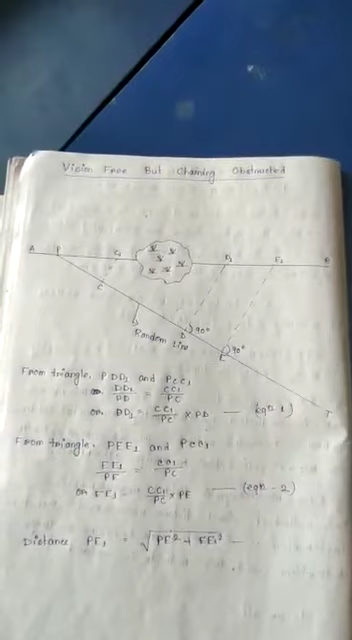 Vision Free But Chaining Obstructed
A P C₁ D₁ E₁ B
C
D 90°
Random Line
E 90°
T
From triangle, PDD₁ and PCC₁
or DD₁/PD = CC₁/PC
or DD₁ = CC₁/PC × PD — (eqn-1)
From triangle, PEE₁ and PCC₁
EE₁/PE = CC₁/PC
or EE₁ = CC₁/PC × PE — (eqn-2)
Distance, PE₁ = √PE² + EE₁² —